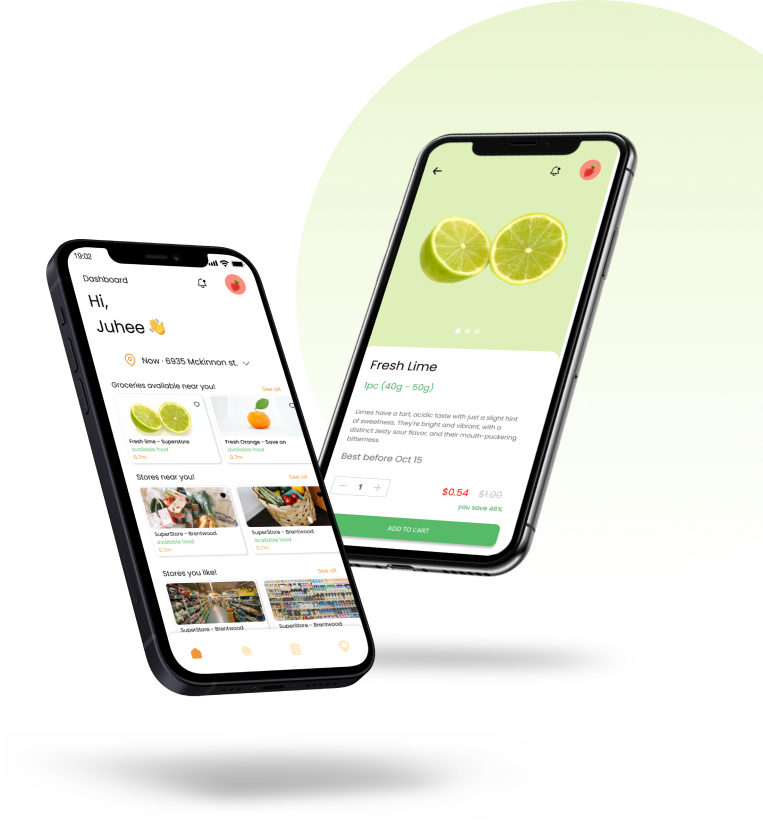 19:02
Dashboard
Hi,
Juhee 👋
Now · 6935 Mckinnon st,
Groceries available near you!
See all
Fresh lime - Superstore
available food
0.7m
Fresh Orange - Save on
available food
0.7m
Stores near you!
See all
SuperStore - Brentwood
available food
0.7m
SuperStore - Brentwood
available food
0.7m
Stores you like!
See all
SuperStore - Brentwood
SuperStore - Brentwood
Fresh Lime
1pc (40g - 50g)
Limes have a tart, acidic taste with just a slight hint
of sweetness. They're bright and vibrant, with a
distinct zesty sour flavor, and their mouth-puckering
bitterness.
Best before Oct 15
1
$0.54 $1.00
you save 46%
ADD TO CART